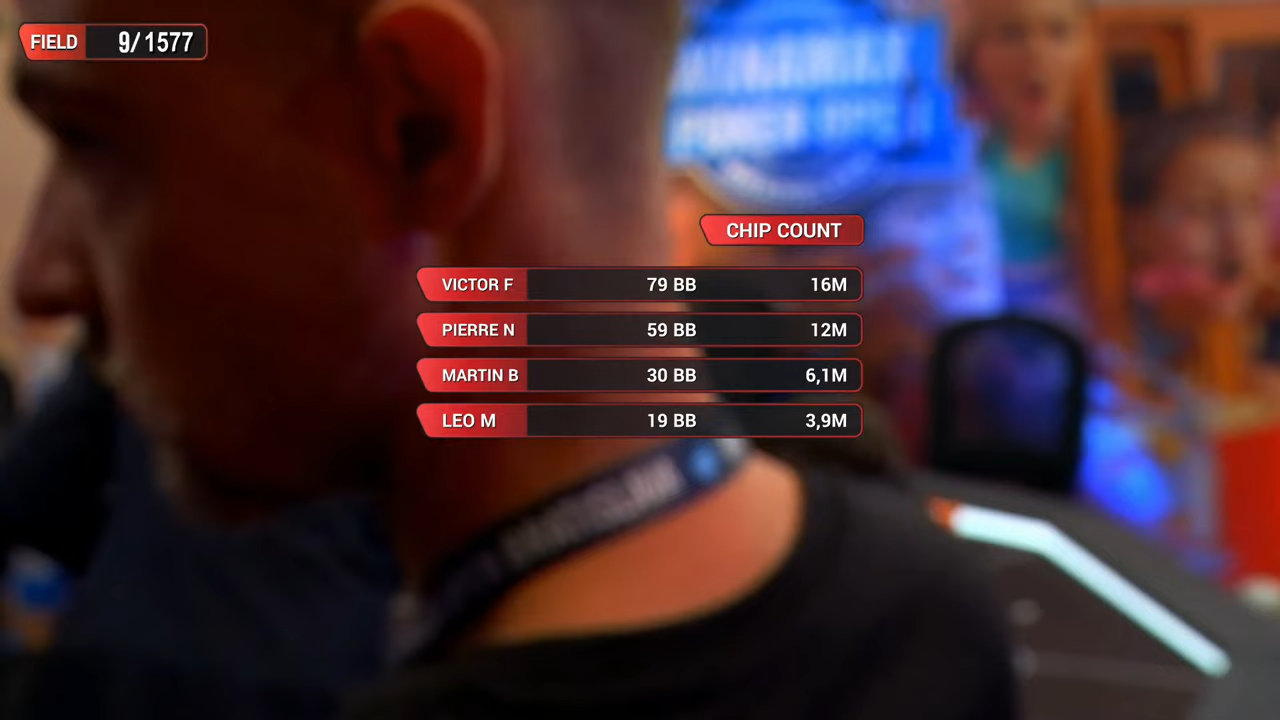 FIELD 9/1577
CHIP COUNT
VICTOR F 79 BB 16M
PIERRE N 59 BB 12M
MARTIN B 30 BB 6,1M
LEO M 19 BB 3,9M